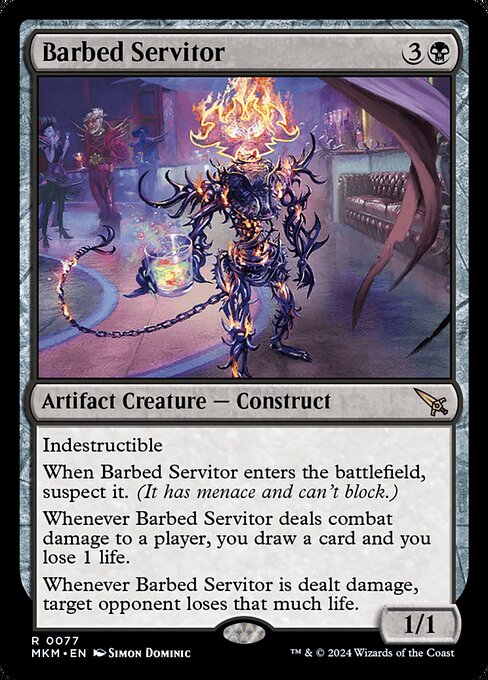 Barbed Servitor 3
Artifact Creature — Construct
Indestructible
When Barbed Servitor enters the battlefield,
suspect it. (It has menace and can't block.)
Whenever Barbed Servitor deals combat
damage to a player, you draw a card and you
lose 1 life.
Whenever Barbed Servitor is dealt damage,
target opponent loses that much life.
1/1
R 0077
MKM • EN Simon Dominic
™ & © 2024 Wizards of the Coast